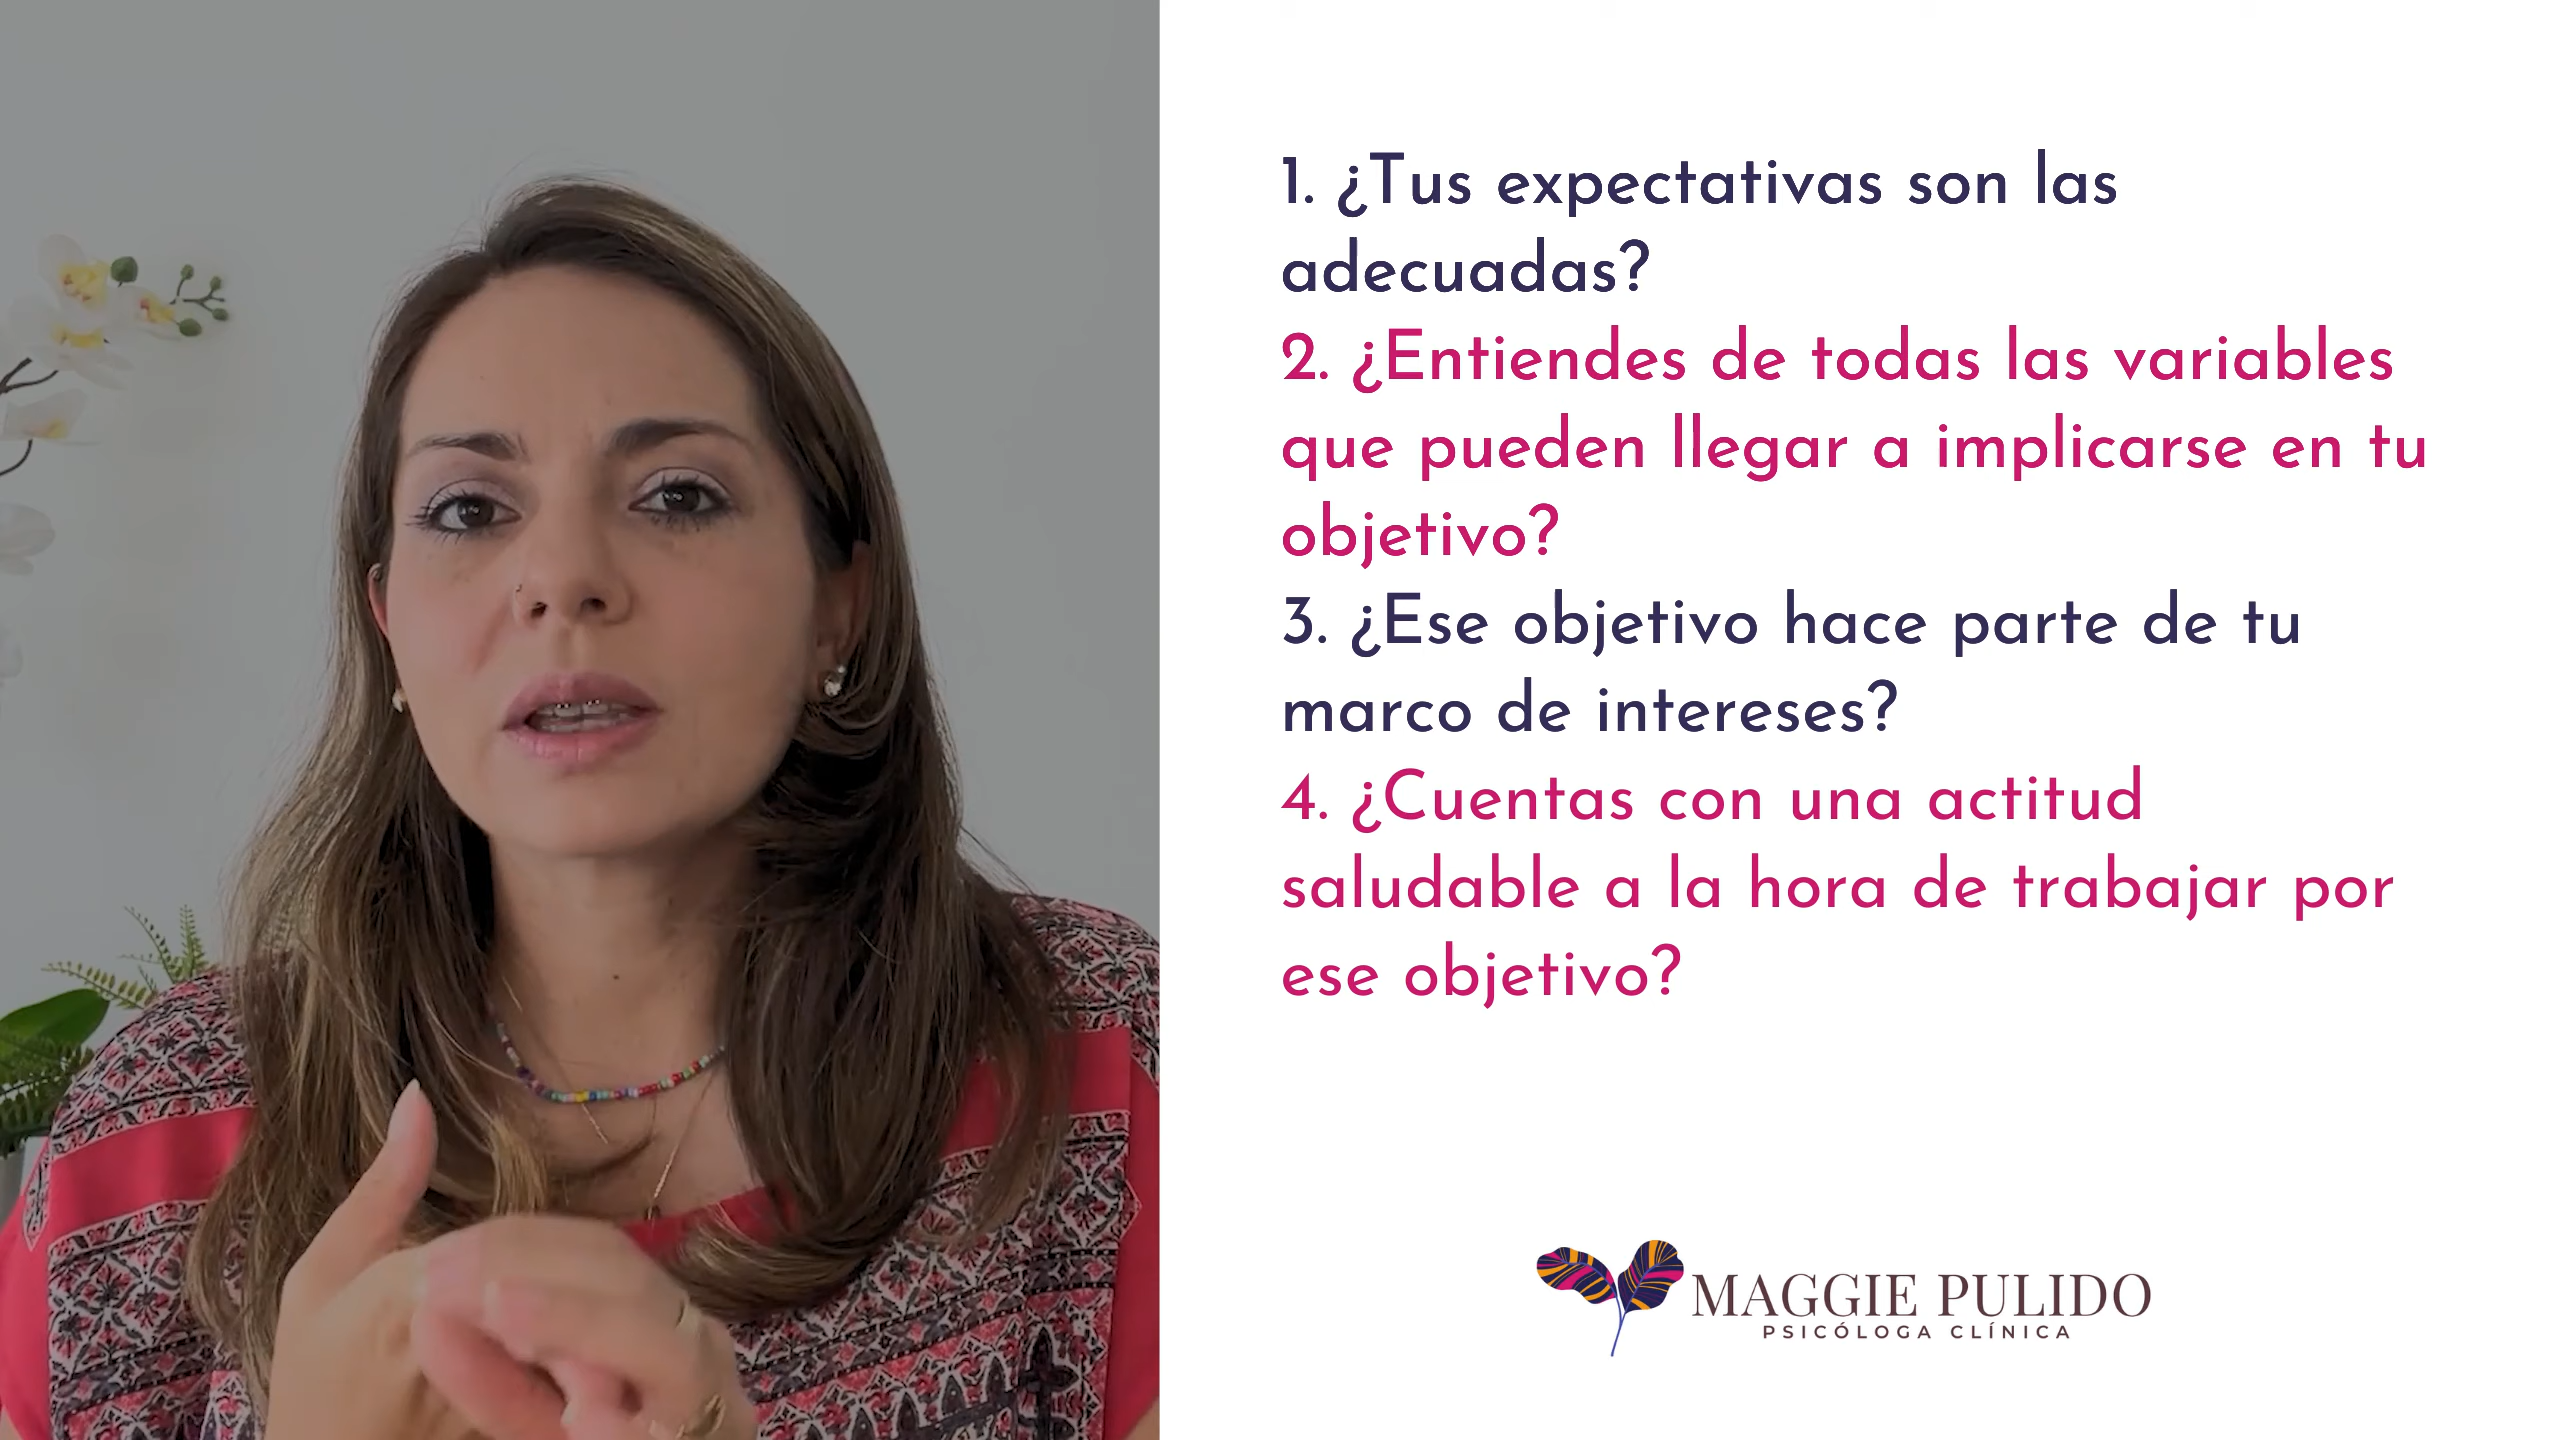 1. ¿Tus expectativas son las
adecuadas?
2. ¿Entiendes de todas las variables
que pueden llegar a implicarse en tu
objetivo?
3. ¿Ese objetivo hace parte de tu
marco de intereses?
4. ¿Cuentas con una actitud
saludable a la hora de trabajar por
ese objetivo?
MAGGIE PULIDO
PSICÓLOGA CLÍNICA